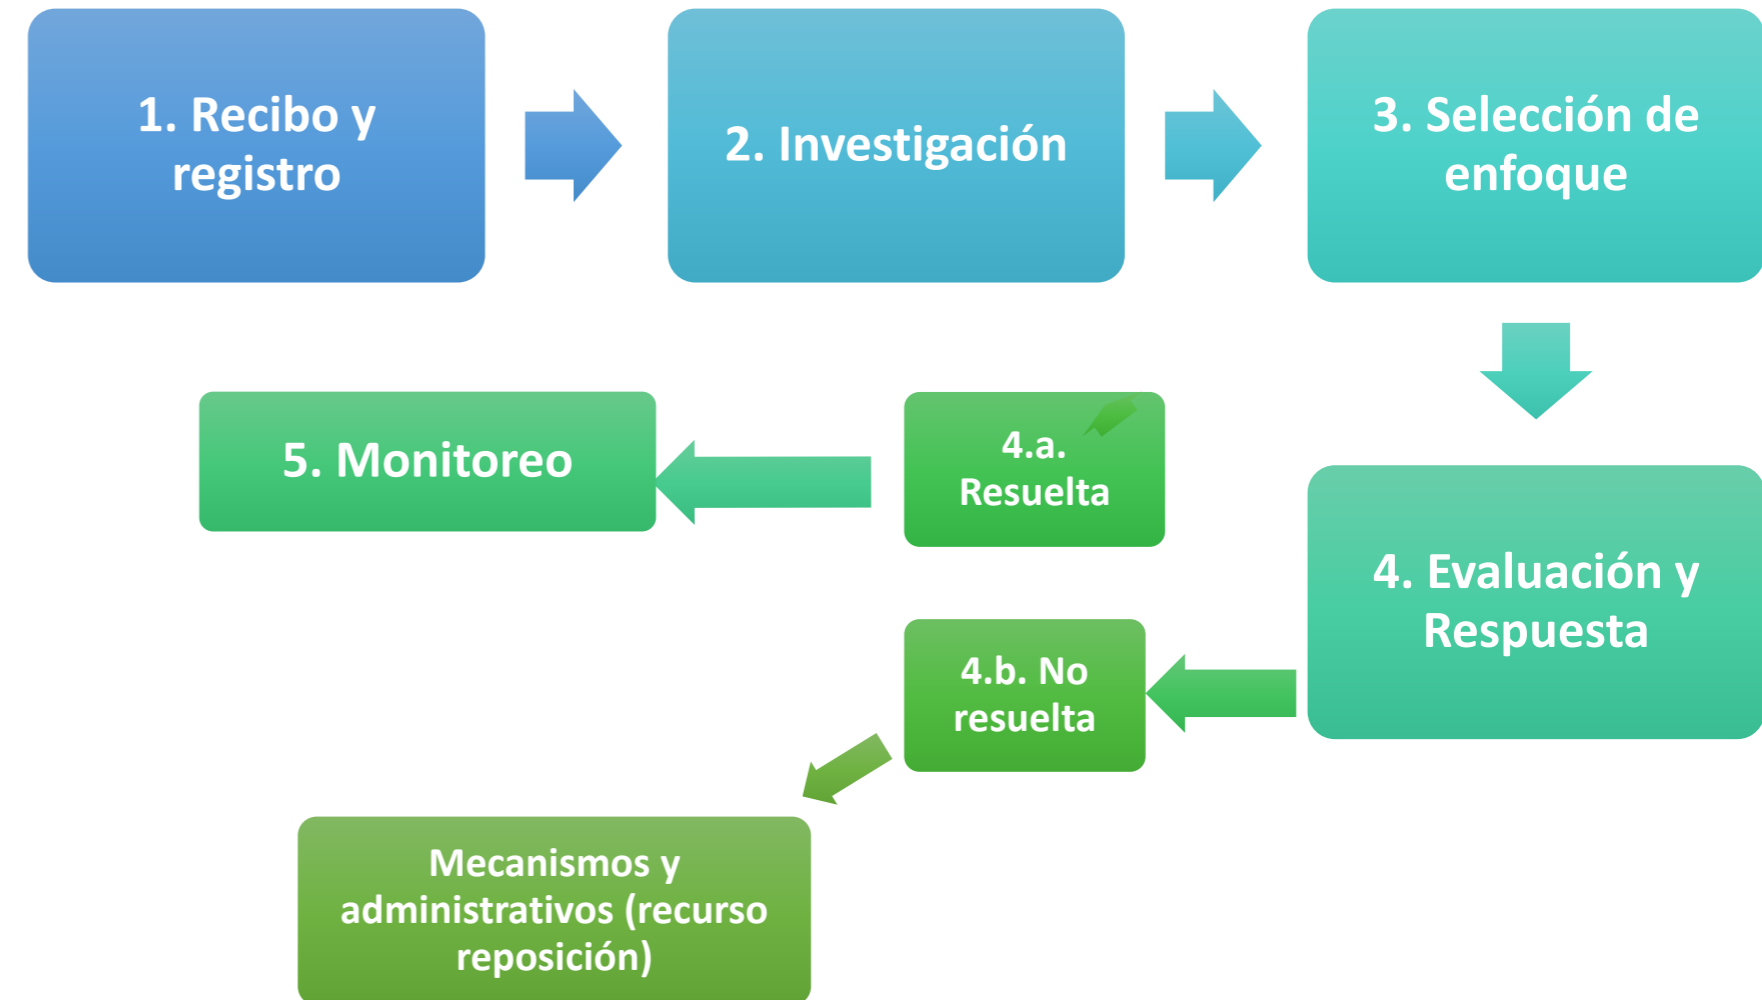 1. Recibo y
registro
2. Investigación
3. Selección de
enfoque
4. Evaluación y
Respuesta
4.a.
Resuelta
5. Monitoreo
4.b. No
resuelta
Mecanismos y
administrativos (recurso
reposición)